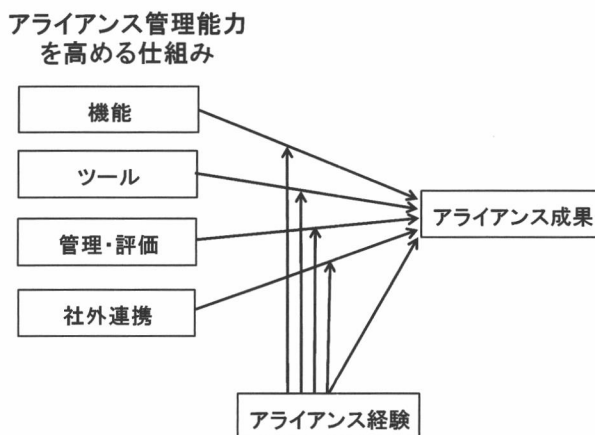 アライアンス管理能力
を高める仕組み
機能
ツール
管理・評価
社外連携
アライアンス成果
アライアンス経験